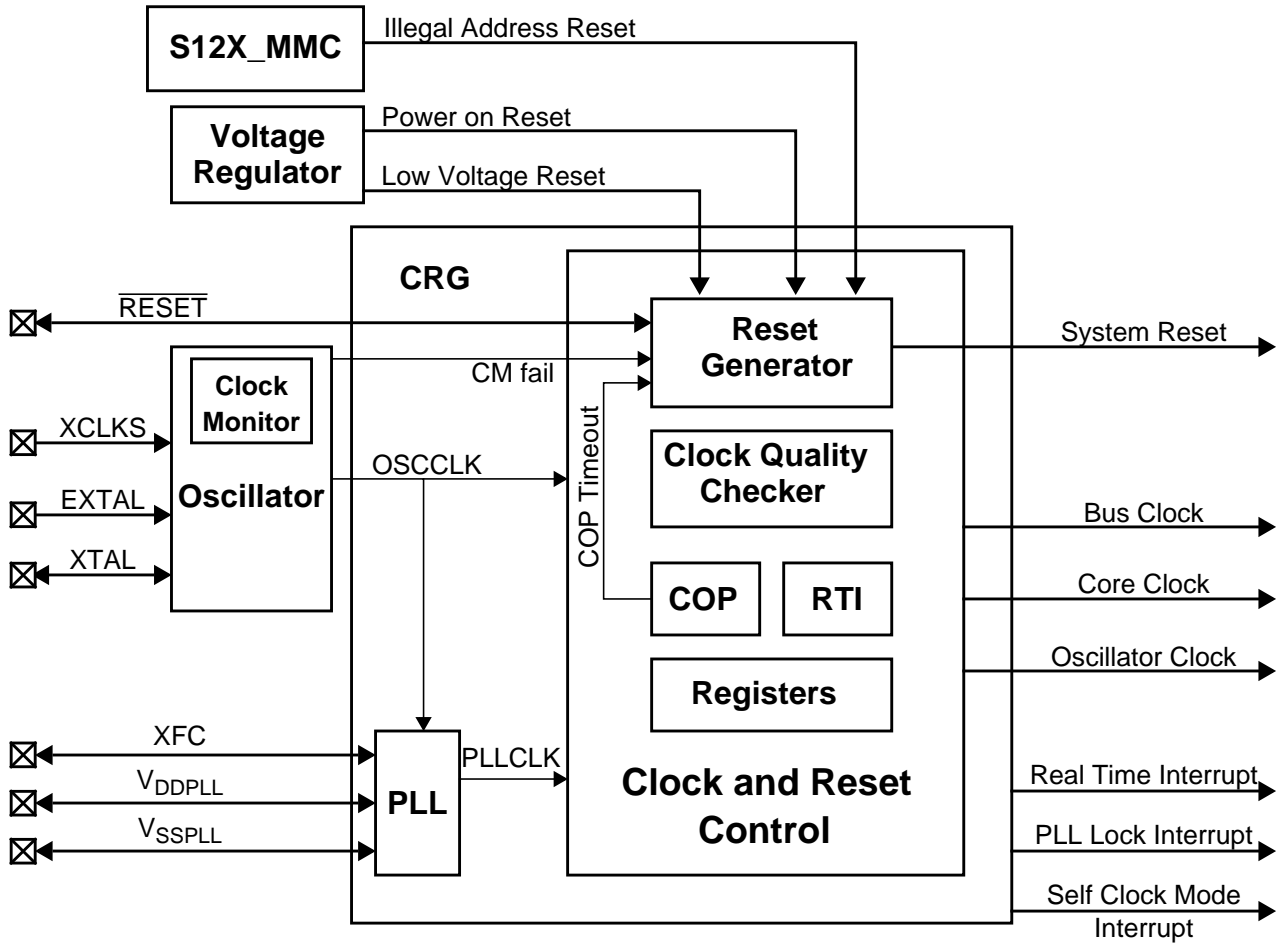 S12X_MMC
Illegal Address Reset
Voltage
Regulator
Power on Reset
Low Voltage Reset
CRG
RESET
Reset
Generator
System Reset
CM fail
Clock
Monitor
XCLKS
OSCCLK
Oscillator
EXTAL
XTAL
COP Timeout
Clock Quality
Checker
Bus Clock
COP
RTI
Core Clock
Oscillator Clock
Registers
XFC
PLLCLK
VDDPLL
PLL
VSSPLL
Clock and Reset
Control
Real Time Interrupt
PLL Lock Interrupt
Self Clock Mode
Interrupt